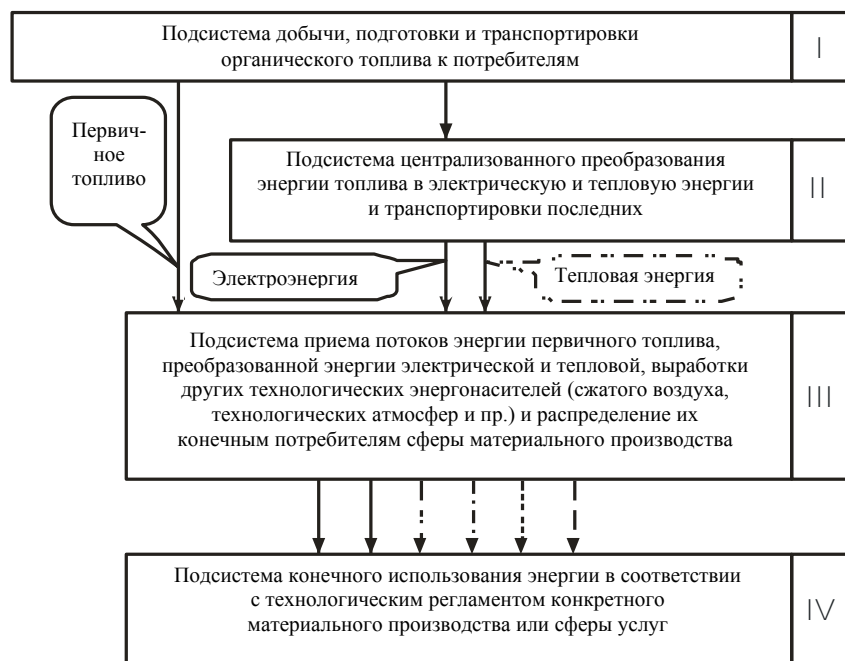 Подсистема добычи, подготовки и транспортировки
органического топлива к потребителям
I
Первич-
ное
топливо
Подсистема централизованного преобразования
энергии топлива в электрическую и тепловую энергии
и транспортировки последних
II
Электроэнергия
Тепловая энергия
Подсистема приема потоков энергии первичного топлива,
преобразованной энергии электрической и тепловой, выработки
других технологических энергонасителей (сжатого воздуха,
технологических атмосфер и пр.) и распределение их
конечным потребителям сферы материального производства
III
Подсистема конечного использования энергии в соответствии
с технологическим регламентом конкретного
материального производства или сферы услуг
IV